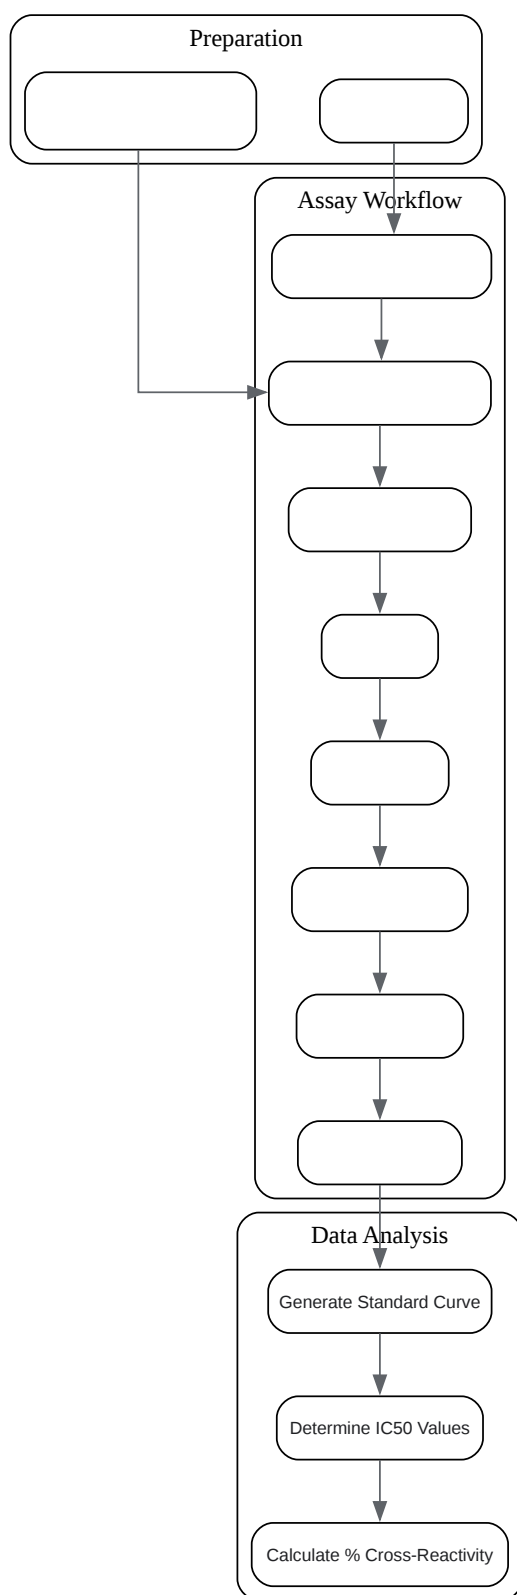 Preparation
Assay Workflow
Data Analysis
Generate Standard Curve
Determine IC50 Values
Calculate % Cross-Reactivity